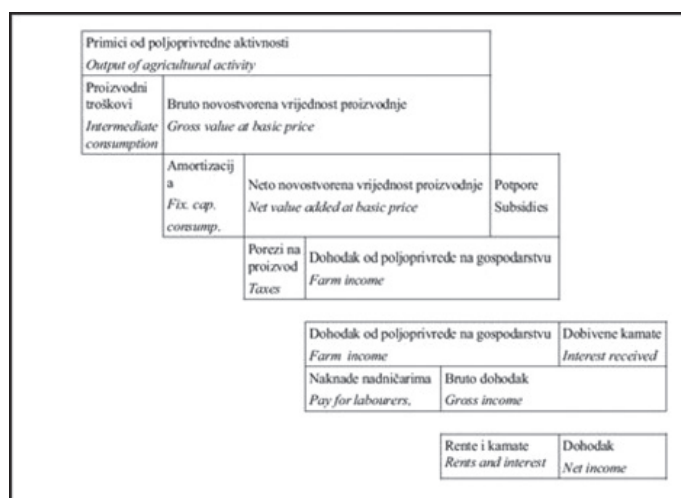 Primici od poljoprivredne aktivnosti
Output of agricultural activity
Proizvodni
troškovi
Intermediate
consumption
Bruto novostvorena vrijednost proizvodnje
Gross value at basic price
Amortizacij
a
Fix. cap.
consump.
Neto novostvorena vrijednost proizvodnje
Net value added at basic price
Potpore
Subsidies
Porezi na
proizvod
Taxes
Dohodak od poljoprivrede na gospodarstvu
Farm income
Dohodak od poljoprivrede na gospodarstvu
Farm income
Dobivene kamate
Interest received
Naknade nadničarima
Pay for labourers,
Bruto dohodak
Gross income
Rente i kamate
Rents and interest
Dohodak
Net income